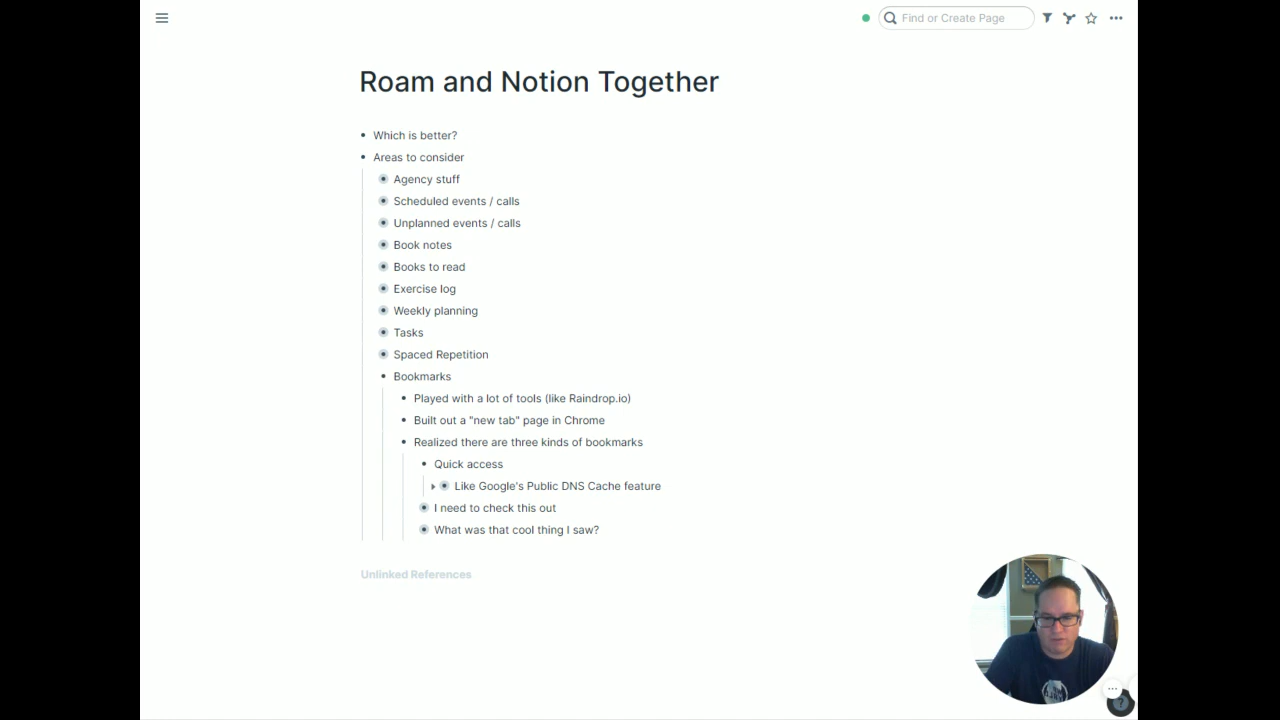 Find or Create Page
Roam and Notion Together
Which is better?
Areas to consider
Agency stuff
Scheduled events / calls
Unplanned events / calls
Book notes
Books to read
Exercise log
Weekly planning
Tasks
Spaced Repetition
Bookmarks
Played with a lot of tools (like Raindrop.io)
Built out a "new tab" page in Chrome
Realized there are three kinds of bookmarks
Quick access
Like Google's Public DNS Cache feature
I need to check this out
What was that cool thing I saw?
Unlinked References
?